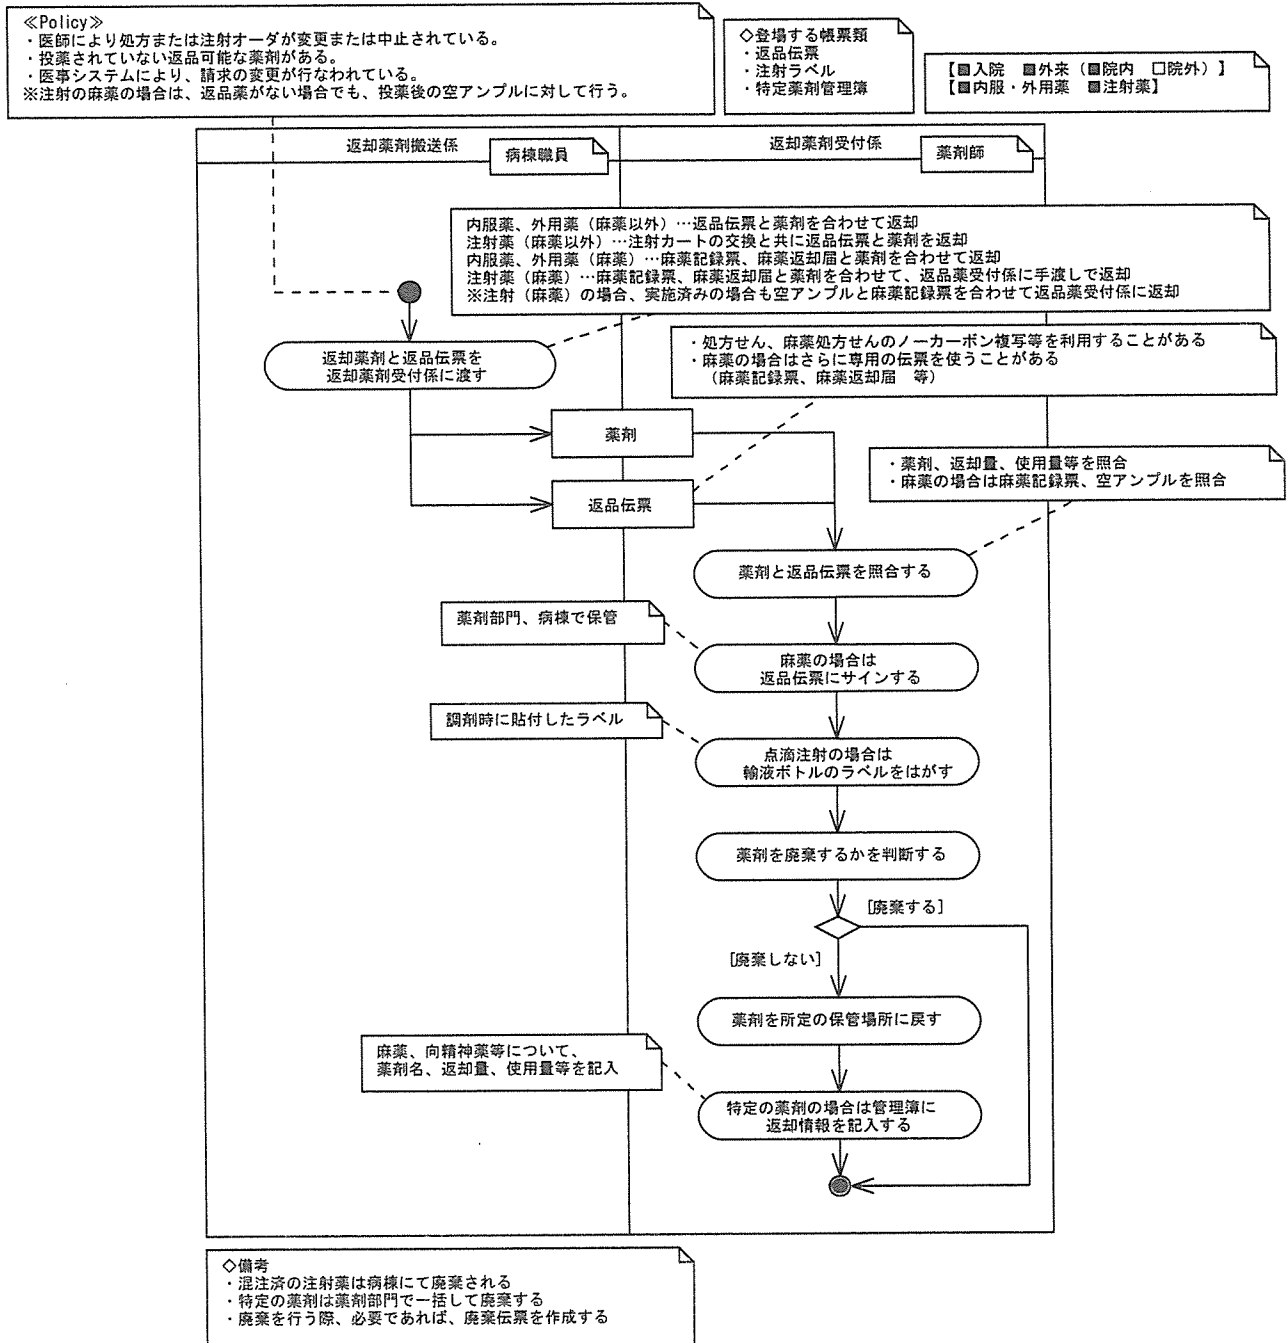 ≪Policy≫
・医師により処方または注射オーダが変更または中止されている。
・投薬されていない返品可能な薬剤がある。
・医事システムにより、請求の変更が行なわれている。
※注射の麻薬の場合は、返品薬がない場合でも、投薬後の空アンプルに対して行う。
◇登場する帳票類
・返品伝票
・注射ラベル
・特定薬剤管理簿
【■入院　■外来（■院内　□院外）】
【■内服・外用薬　■注射薬】
返却薬剤搬送係
病棟職員
返却薬剤受付係
薬剤師
内服薬、外用薬（麻薬以外）…返品伝票と薬剤を合わせて返却
注射薬（麻薬以外）…注射カートの交換と共に返品伝票と薬剤を返却
内服薬、外用薬（麻薬）…麻薬記録票、麻薬返却届と薬剤を合わせて返却
注射薬（麻薬）…麻薬記録票、麻薬返却届と薬剤を合わせて、返品薬受付係に手渡しで返却
※注射（麻薬）の場合、実施済みの場合も空アンプルと麻薬記録票を合わせて返品薬受付係に返却
返却薬剤と返品伝票を
返却薬剤受付係に渡す
・処方せん、麻薬処方せんのノーカーボン複写等を利用することがある
・麻薬の場合はさらに専用の伝票を使うことがある
（麻薬記録票、麻薬返却届　等）
薬剤
返品伝票
・薬剤、返却量、使用量等を照合
・麻薬の場合は麻薬記録票、空アンプルを照合
薬剤と返品伝票を照合する
薬剤部門、病棟で保管
麻薬の場合は
返品伝票にサインする
調剤時に貼付したラベル
点滴注射の場合は
輸液ボトルのラベルをはがす
薬剤を廃棄するかを判断する
[廃棄する]
[廃棄しない]
薬剤を所定の保管場所に戻す
麻薬、向精神薬等について、
薬剤名、返却量、使用量等を記入
特定の薬剤の場合は管理簿に
返却情報を記入する
◇備考
・混注済の注射薬は病棟にて廃棄される
・特定の薬剤は薬剤部門で一括して廃棄する
・廃棄を行う際、必要であれば、廃棄伝票を作成する